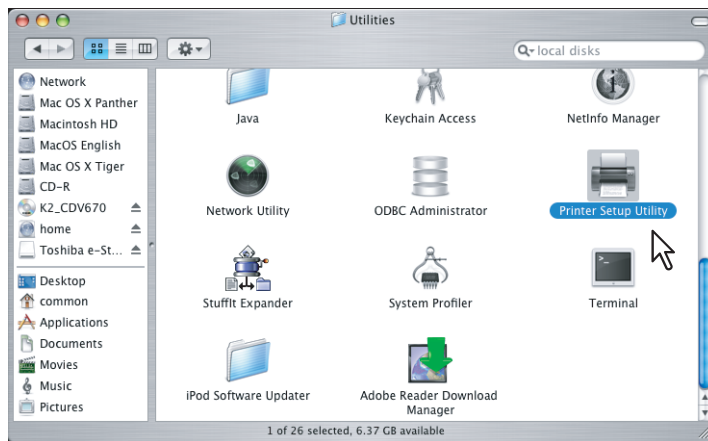 Utilities
local disks
Network
Mac OS X Panther
Macintosh HD
MacOS English
Mac OS X Tiger
CD-R
K2_CDV670
home
Toshiba e-St...
Desktop
common
Applications
Documents
Movies
Music
Pictures
Java
Keychain Access
NetInfo Manager
Network Utility
ODBC Administrator
Printer Setup Utility
StuffIt Expander
System Profiler
Terminal
iPod Software Updater
Adobe Reader Download
Manager
1 of 26 selected, 6.37 GB available